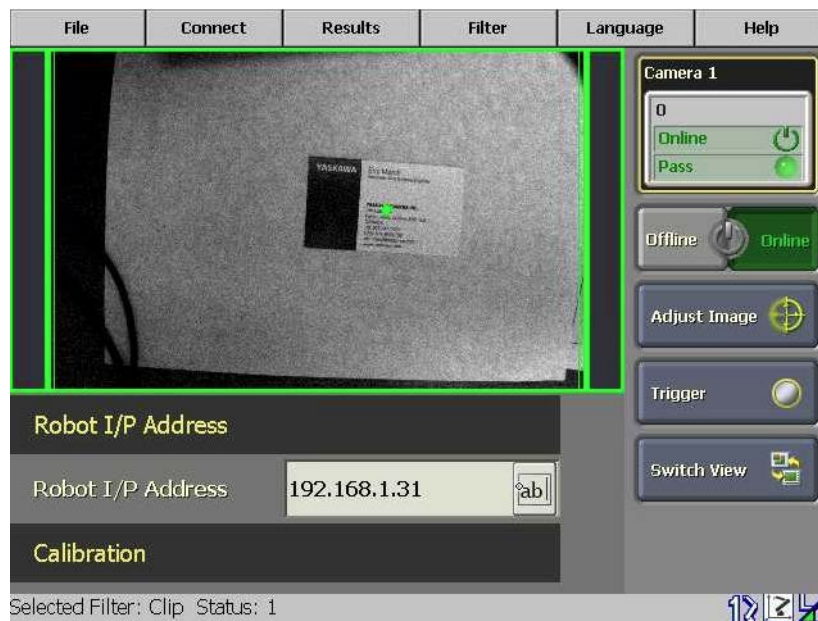 File Connect Results Filter Language Help
Camera 1
0
Online
Pass
Offline Online
Adjust Image
Trigger
Switch View
YASKAWA
Robot I/P Address
Robot I/P Address 192.168.1.31 ab
Calibration
Selected Filter: Clip Status: 1